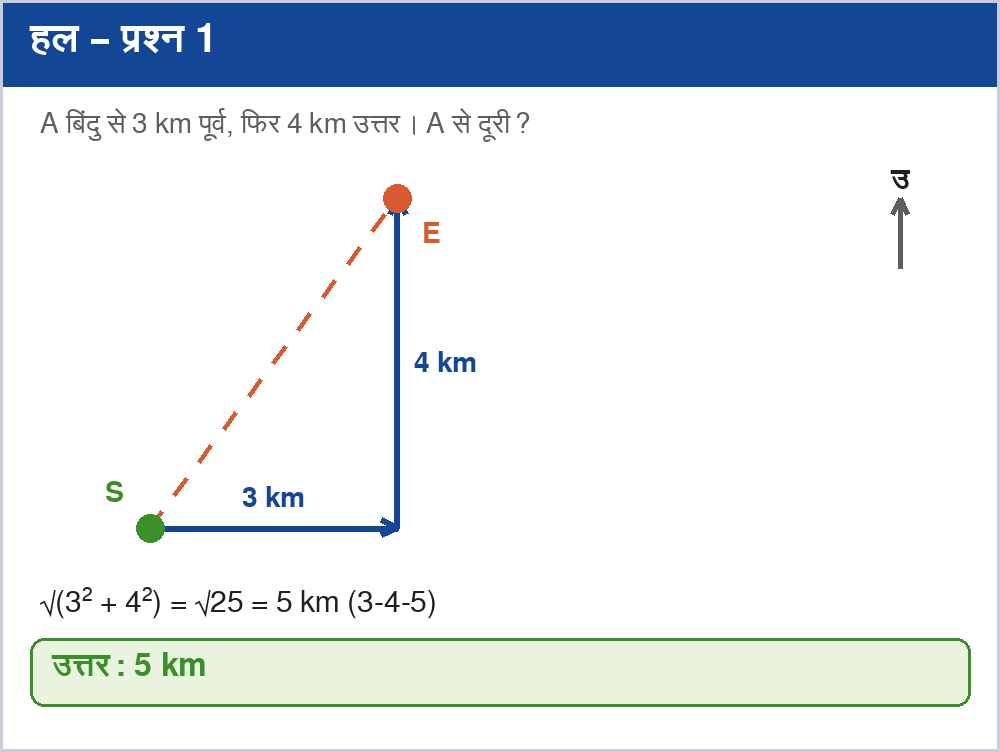 हल – प्रश्न 1
A बिंदु से 3 km पूर्व, फिर 4 km उत्तर । A से दूरी ?
उ
E
4 km
S
3 km
√(3² + 4²) = √25 = 5 km (3-4-5)
उत्तर : 5 km